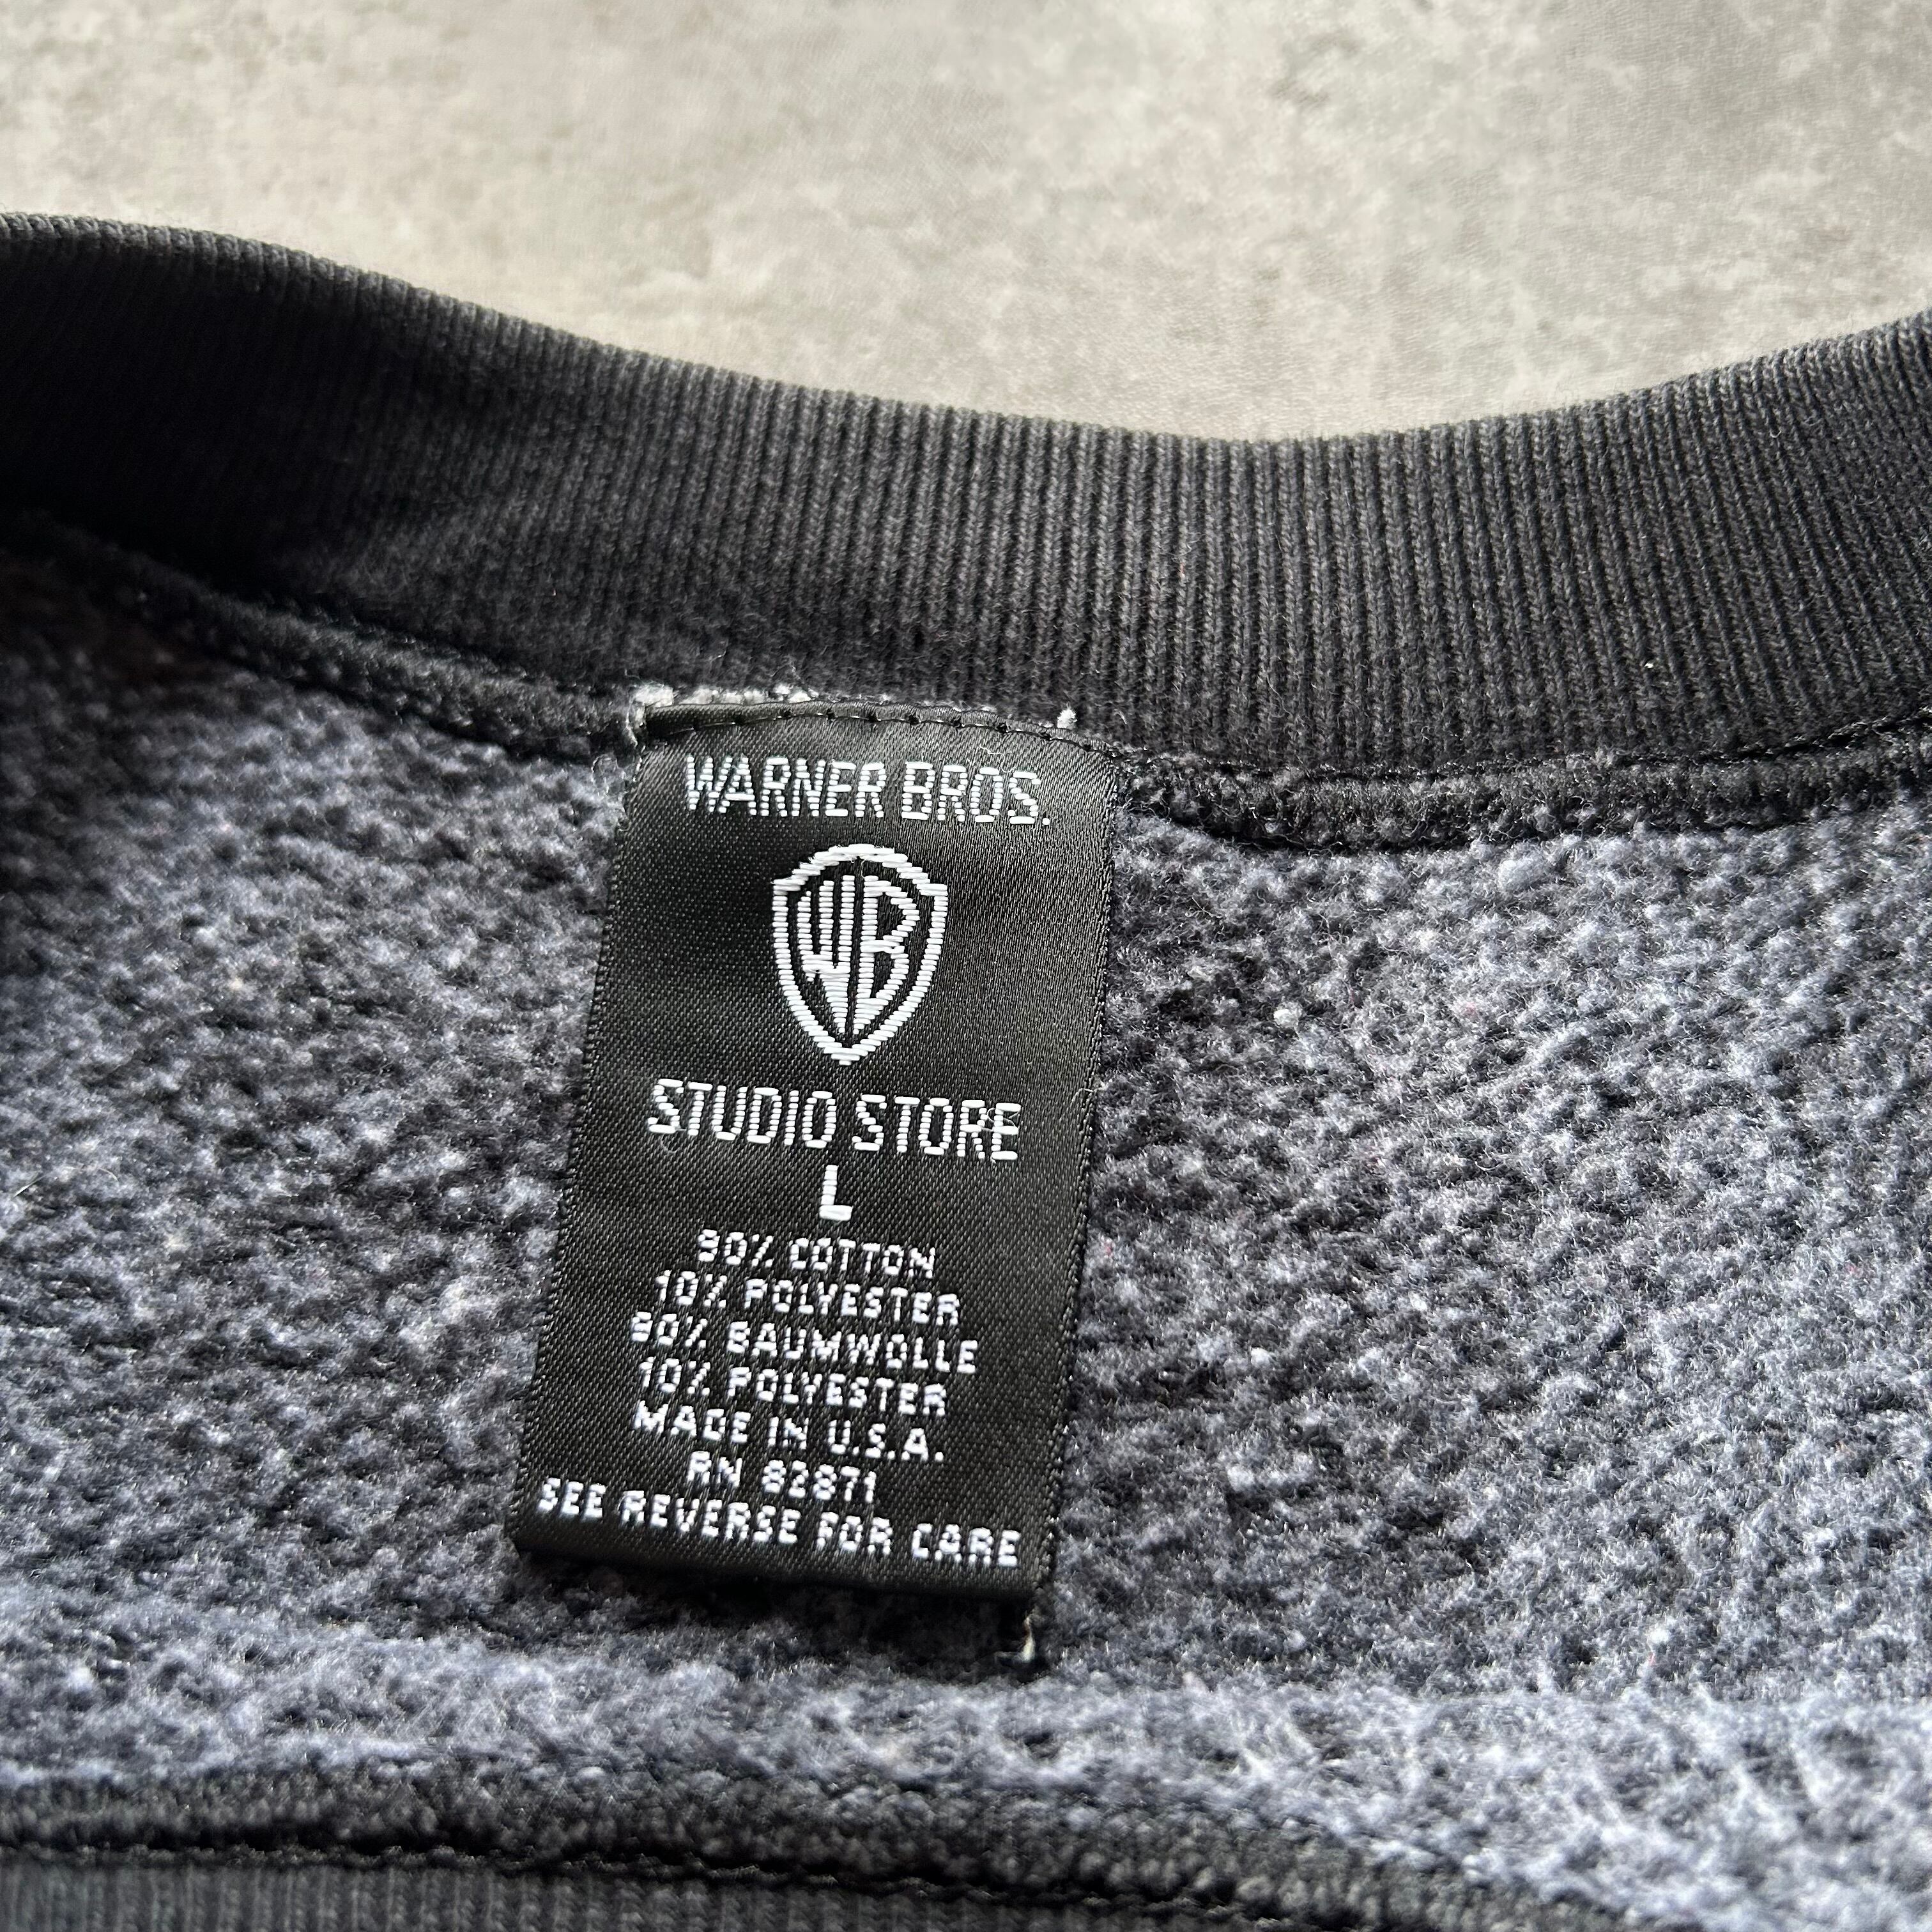 WARNER BROS.
WB
STUDIO STORE
L
90% COTTON
10% POLYESTER
90% BAUMWOLLE
10% POLYESTER
MADE IN U.S.A.
RN 82871
SEE REVERSE FOR CARE